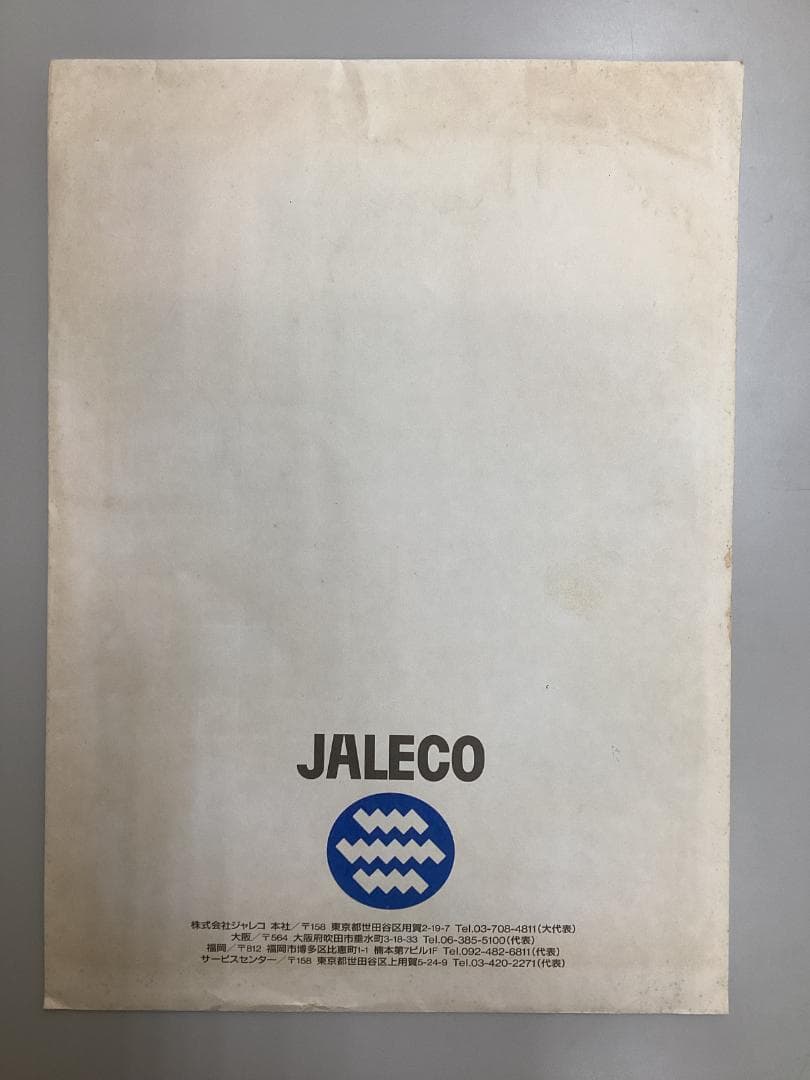 JALECO
株式会社ジャレコ 本社／〒158 東京都世田谷区用賀2-19-7 Tel.03-708-4811(大代表)
大阪／〒564 大阪府吹田市垂水町3-18-33 Tel.06-385-5100(代表)
福岡／〒812 福岡市博多区比恵町1-1 楠本第7ビル1F Tel.092-482-6811(代表)
サービスセンター／〒158 東京都世田谷区上用賀5-24-9 Tel.03-420-2271(代表)